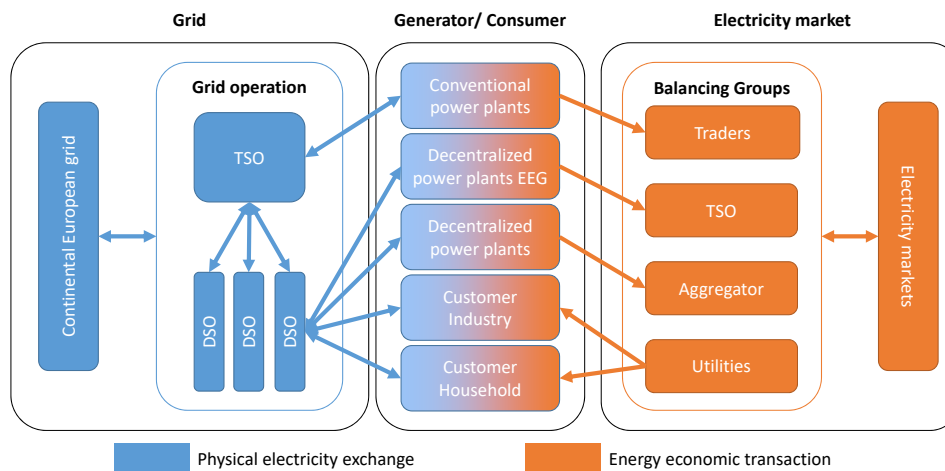 Grid
Generator/ Consumer
Electricity market
Continental European grid
Grid operation
TSO
DSO
DSO
DSO
Conventional
power plants
Decentralized
power plants EEG
Decentralized
power plants
Customer
Industry
Customer
Household
Balancing Groups
Traders
TSO
Aggregator
Utilities
Electricity markets
Physical electricity exchange
Energy economic transaction